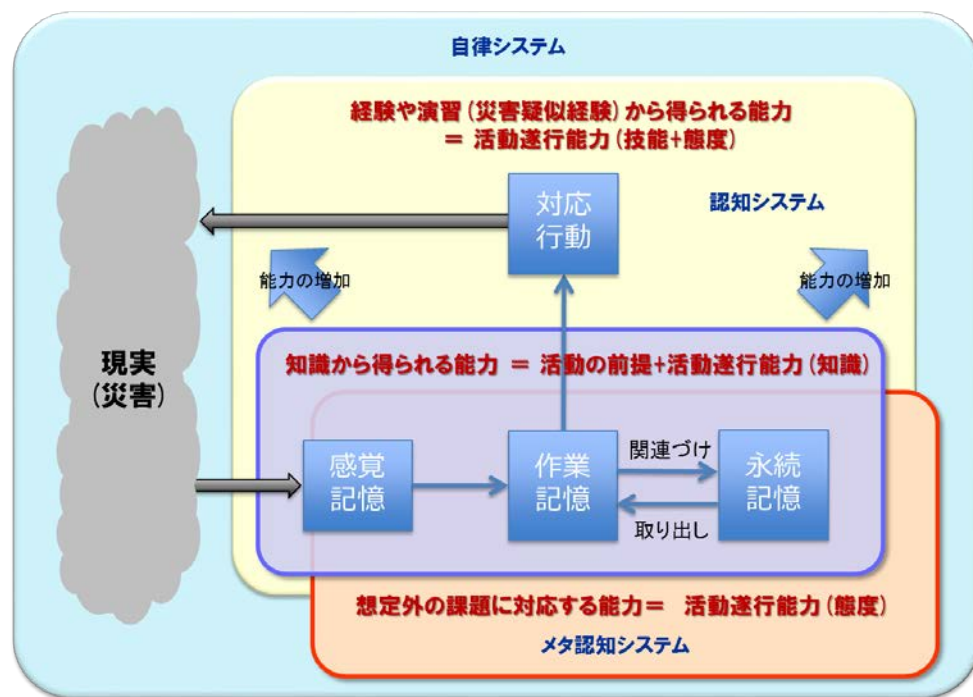 自律システム
経験や演習(災害疑似経験)から得られる能力
= 活動遂行能力(技能+態度)
対応
行動
認知システム
能力の増加
能力の増加
現実
(災害)
知識から得られる能力 = 活動の前提+活動遂行能力(知識)
感覚
記憶
作業
記憶
関連づけ
取り出し
永続
記憶
想定外の課題に対応する能力= 活動遂行能力(態度)
メタ認知システム